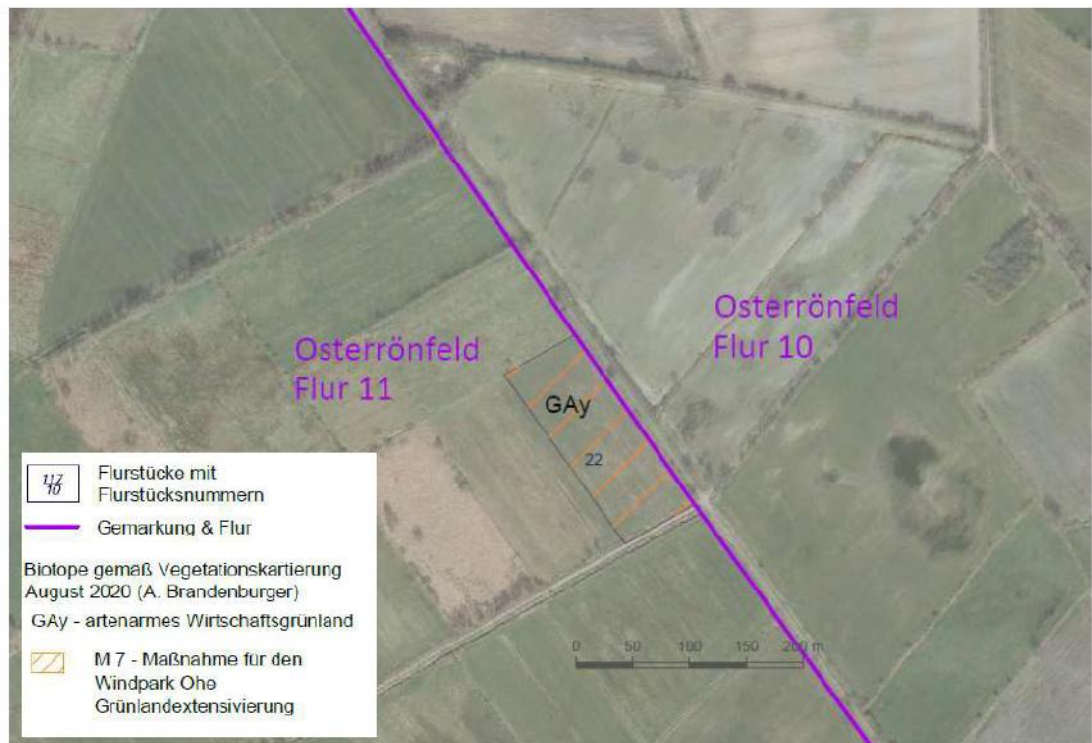 Osterrönfeld
Flur 10
Osterrönfeld
Flur 11
GAy
22
117
10
Flurstücke mit
Flurstücksnummern
Gemarkung & Flur
Biotope gemäß Vegetationskartierung
August 2020 (A. Brandenburger)
GAy - artenarmes Wirtschaftsgrünland
M 7 - Maßnahme für den
Windpark Ohe
Grünlandextensivierung
0 50 100 150 200 m